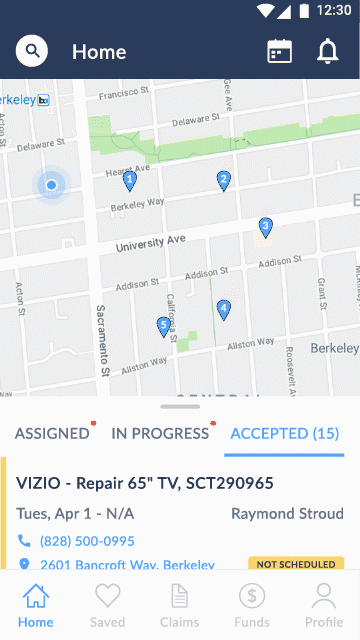 12:30
Home
Francisco St
Gee Ave
erkeley
Acton St
Delaware St
Delaware St
Hearst Ave
1
2
Berkeley Way
3
University Ave
Addison St
Addison St
Acton St
California St
Grant St
4
5
Sacramento St
Allston Way
Allston Way
Roosevelt Ave
Berkeley
CENTRAL
ASSIGNED IN PROGRESS ACCEPTED (15)
VIZIO - Repair 65" TV, SCT290965
Tues, Apr 1 - N/A Raymond Stroud
(828) 500-0995
2601 Bancroft Way, Berkeley NOT SCHEDULED
Home Saved Claims Funds Profile